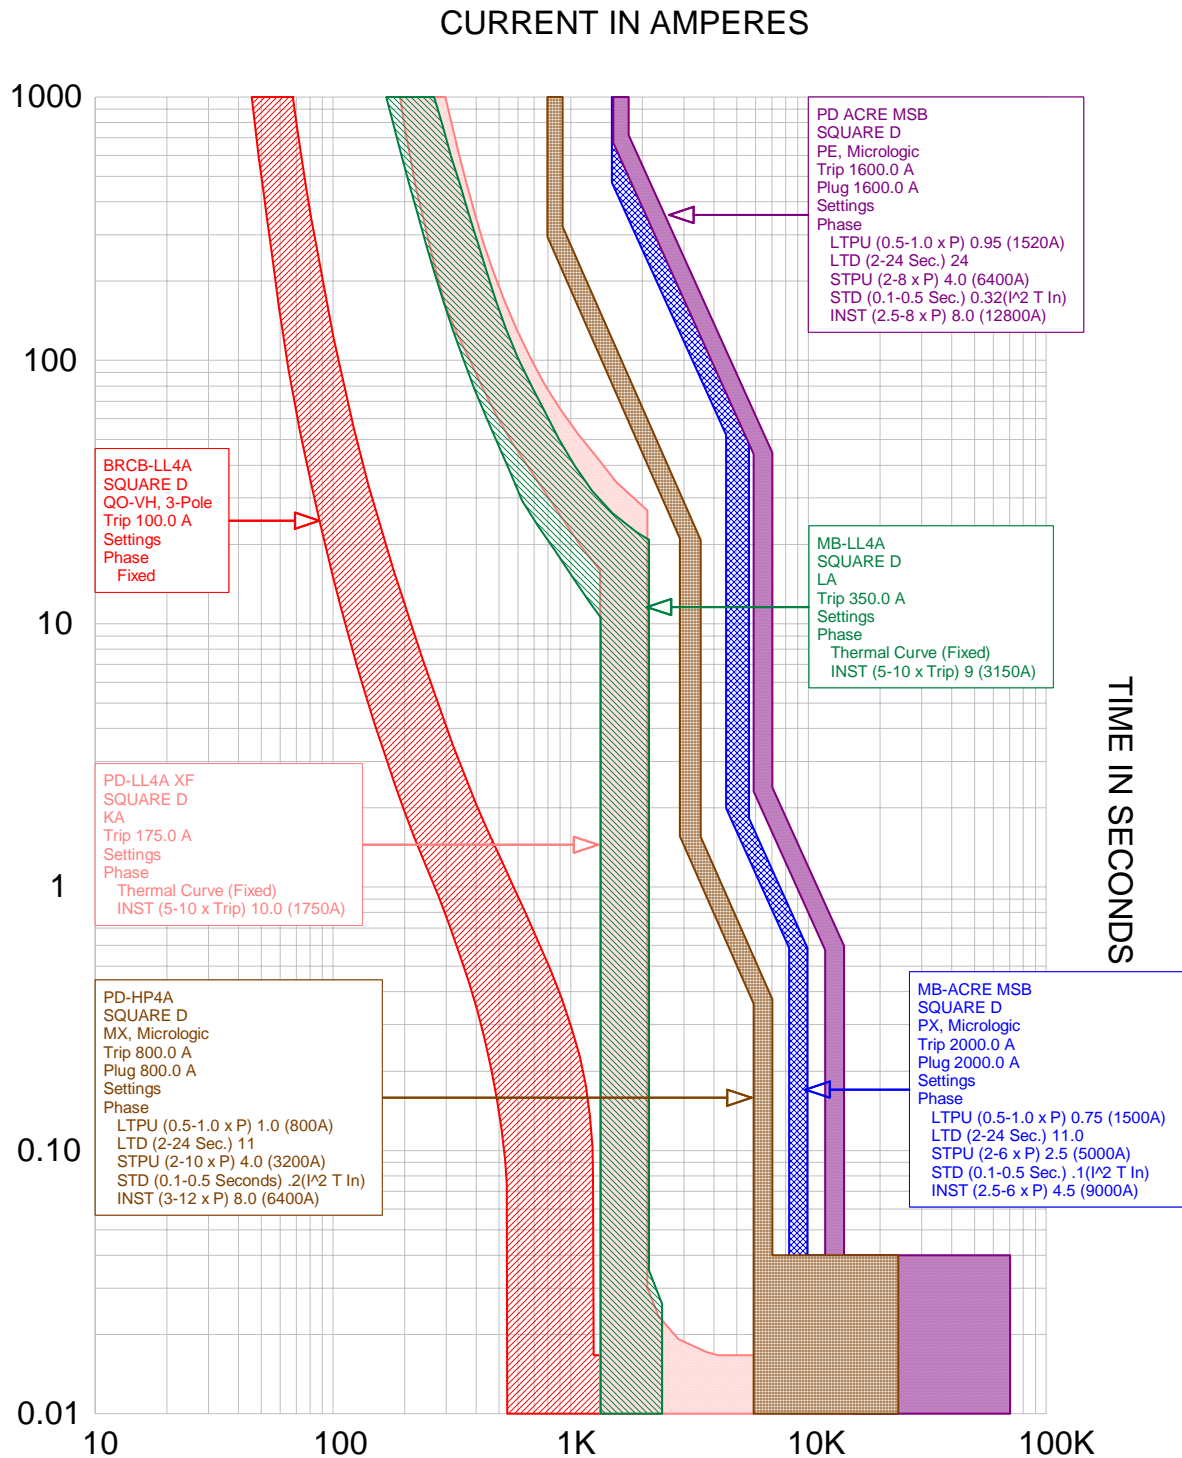 CURRENT IN AMPERES
1000
100
10
1
0.10
0.01
10
100
1K
10K
100K
TIME IN SECONDS
PD ACRE MSB
SQUARE D
PE, Micrologic
Trip 1600.0 A
Plug 1600.0 A
Settings
Phase
LTPU (0.5-1.0 x P) 0.95 (1520A)
LTD (2-24 Sec.) 24
STPU (2-8 x P) 4.0 (6400A)
STD (0.1-0.5 Sec.) 0.32(I^2 T In)
INST (2.5-8 x P) 8.0 (12800A)
BRCB-LL4A
SQUARE D
QO-VH, 3-Pole
Trip 100.0 A
Settings
Phase
Fixed
MB-LL4A
SQUARE D
LA
Trip 350.0 A
Settings
Phase
Thermal Curve (Fixed)
INST (5-10 x Trip) 9 (3150A)
PD-LL4A XF
SQUARE D
KA
Trip 175.0 A
Settings
Phase
Thermal Curve (Fixed)
INST (5-10 x Trip) 10.0 (1750A)
PD-HP4A
SQUARE D
MX, Micrologic
Trip 800.0 A
Plug 800.0 A
Settings
Phase
LTPU (0.5-1.0 x P) 1.0 (800A)
LTD (2-24 Sec.) 11
STPU (2-10 x P) 4.0 (3200A)
STD (0.1-0.5 Seconds) .2(I^2 T In)
INST (3-12 x P) 8.0 (6400A)
MB-ACRE MSB
SQUARE D
PX, Micrologic
Trip 2000.0 A
Plug 2000.0 A
Settings
Phase
LTPU (0.5-1.0 x P) 0.75 (1500A)
LTD (2-24 Sec.) 11.0
STPU (2-6 x P) 2.5 (5000A)
STD (0.1-0.5 Sec.) .1(I^2 T In)
INST (2.5-6 x P) 4.5 (9000A)